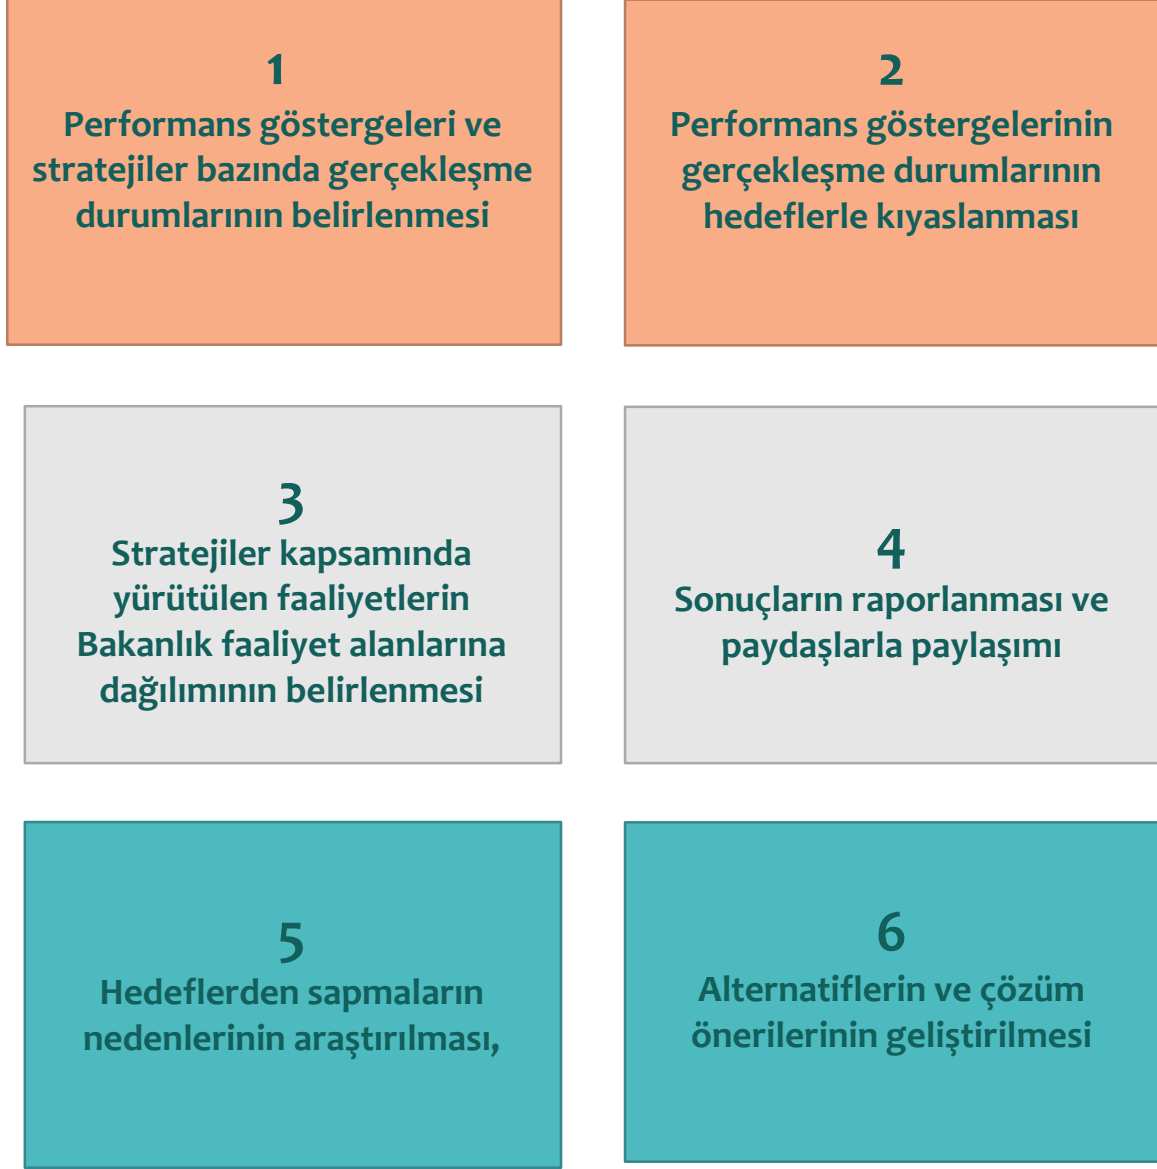 1
Performans göstergeleri ve
stratejiler bazında gerçekleşme
durumlarının belirlenmesi
2
Performans göstergelerinin
gerçekleşme durumlarının
hedeflerle kıyaslanması
3
Stratejiler kapsamında
yürütülen faaliyetlerin
Bakanlık faaliyet alanlarına
dağılımının belirlenmesi
4
Sonuçların raporlanması ve
paydaşlarla paylaşımı
5
Hedeflerden sapmaların
nedenlerinin araştırılması,
6
Alternatiflerin ve çözüm
önerilerinin geliştirilmesi